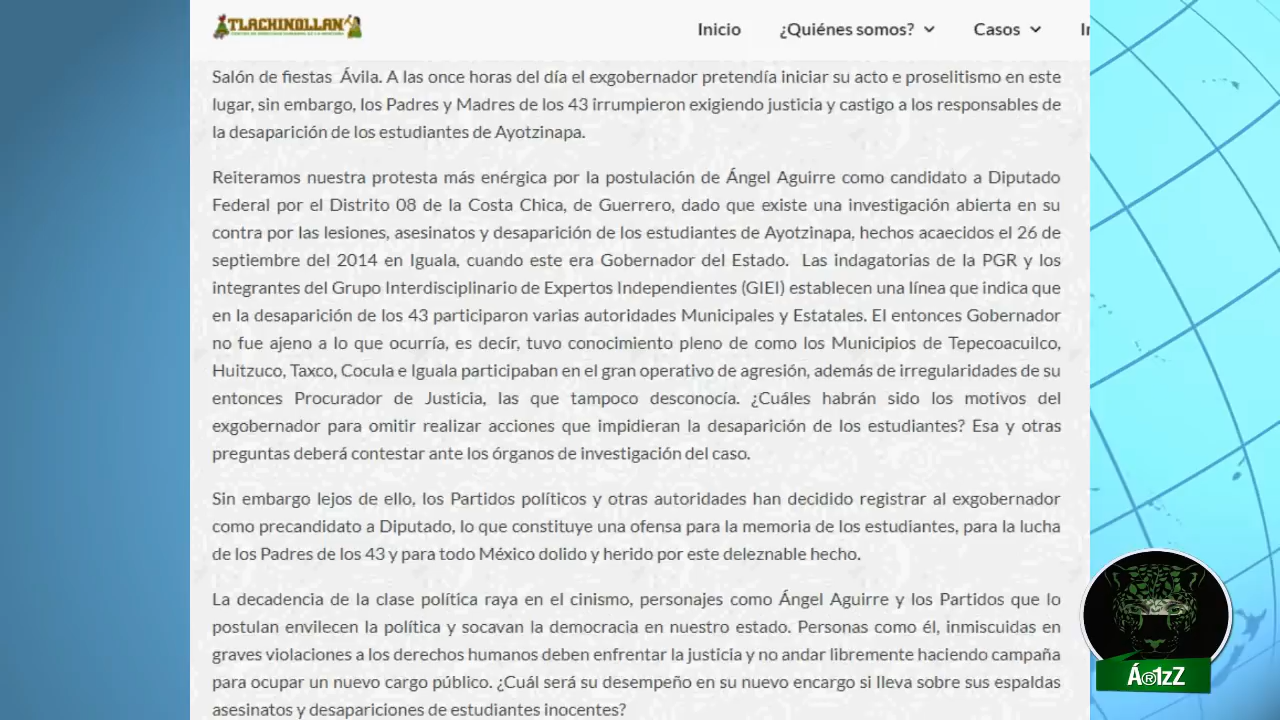 TLACHINOLLAN
Inicio
¿Quiénes somos?
Casos
Salón de fiestas Ávila. A las once horas del día el exgobernador pretendía iniciar su acto e proselitismo en este
lugar, sin embargo, los Padres y Madres de los 43 irrumpieron exigiendo justicia y castigo a los responsables de
la desaparición de los estudiantes de Ayotzinapa.
Reiteramos nuestra protesta más enérgica por la postulación de Ángel Aguirre como candidato a Diputado
Federal por el Distrito 08 de la Costa Chica, de Guerrero, dado que existe una investigación abierta en su
contra por las lesiones, asesinatos y desaparición de los estudiantes de Ayotzinapa, hechos acaecidos el 26 de
septiembre del 2014 en Iguala, cuando este era Gobernador del Estado. Las indagatorias de la PGR y los
integrantes del Grupo Interdisciplinario de Expertos Independientes (GIEI) establecen una línea que indica que
en la desaparición de los 43 participaron varias autoridades Municipales y Estatales. El entonces Gobernador
no fue ajeno a lo que ocurría, es decir, tuvo conocimiento pleno de como los Municipios de Tepecoacuilco,
Huitzuco, Taxco, Cocula e Iguala participaban en el gran operativo de agresión, además de irregularidades de su
entonces Procurador de Justicia, las que tampoco desconocía. ¿Cuáles habrán sido los motivos del
exgobernador para omitir realizar acciones que impidieran la desaparición de los estudiantes? Esa y otras
preguntas deberá contestar ante los órganos de investigación del caso.
Sin embargo lejos de ello, los Partidos políticos y otras autoridades han decidido registrar al exgobernador
como precandidato a Diputado, lo que constituye una ofensa para la memoria de los estudiantes, para la lucha
de los Padres de los 43 y para todo México dolido y herido por este deleznable hecho.
La decadencia de la clase política raya en el cinismo, personajes como Ángel Aguirre y los Partidos que lo
postulan envilecen la política y socavan la democracia en nuestro estado. Personas como él, inmiscuidas en
graves violaciones a los derechos humanos deben enfrentar la justicia y no andar libremente haciendo campaña
para ocupar un nuevo cargo público. ¿Cuál será su desempeño en su nuevo encargo si lleva sobre sus espaldas
asesinatos y desapariciones de estudiantes inocentes?
Á®1zZ